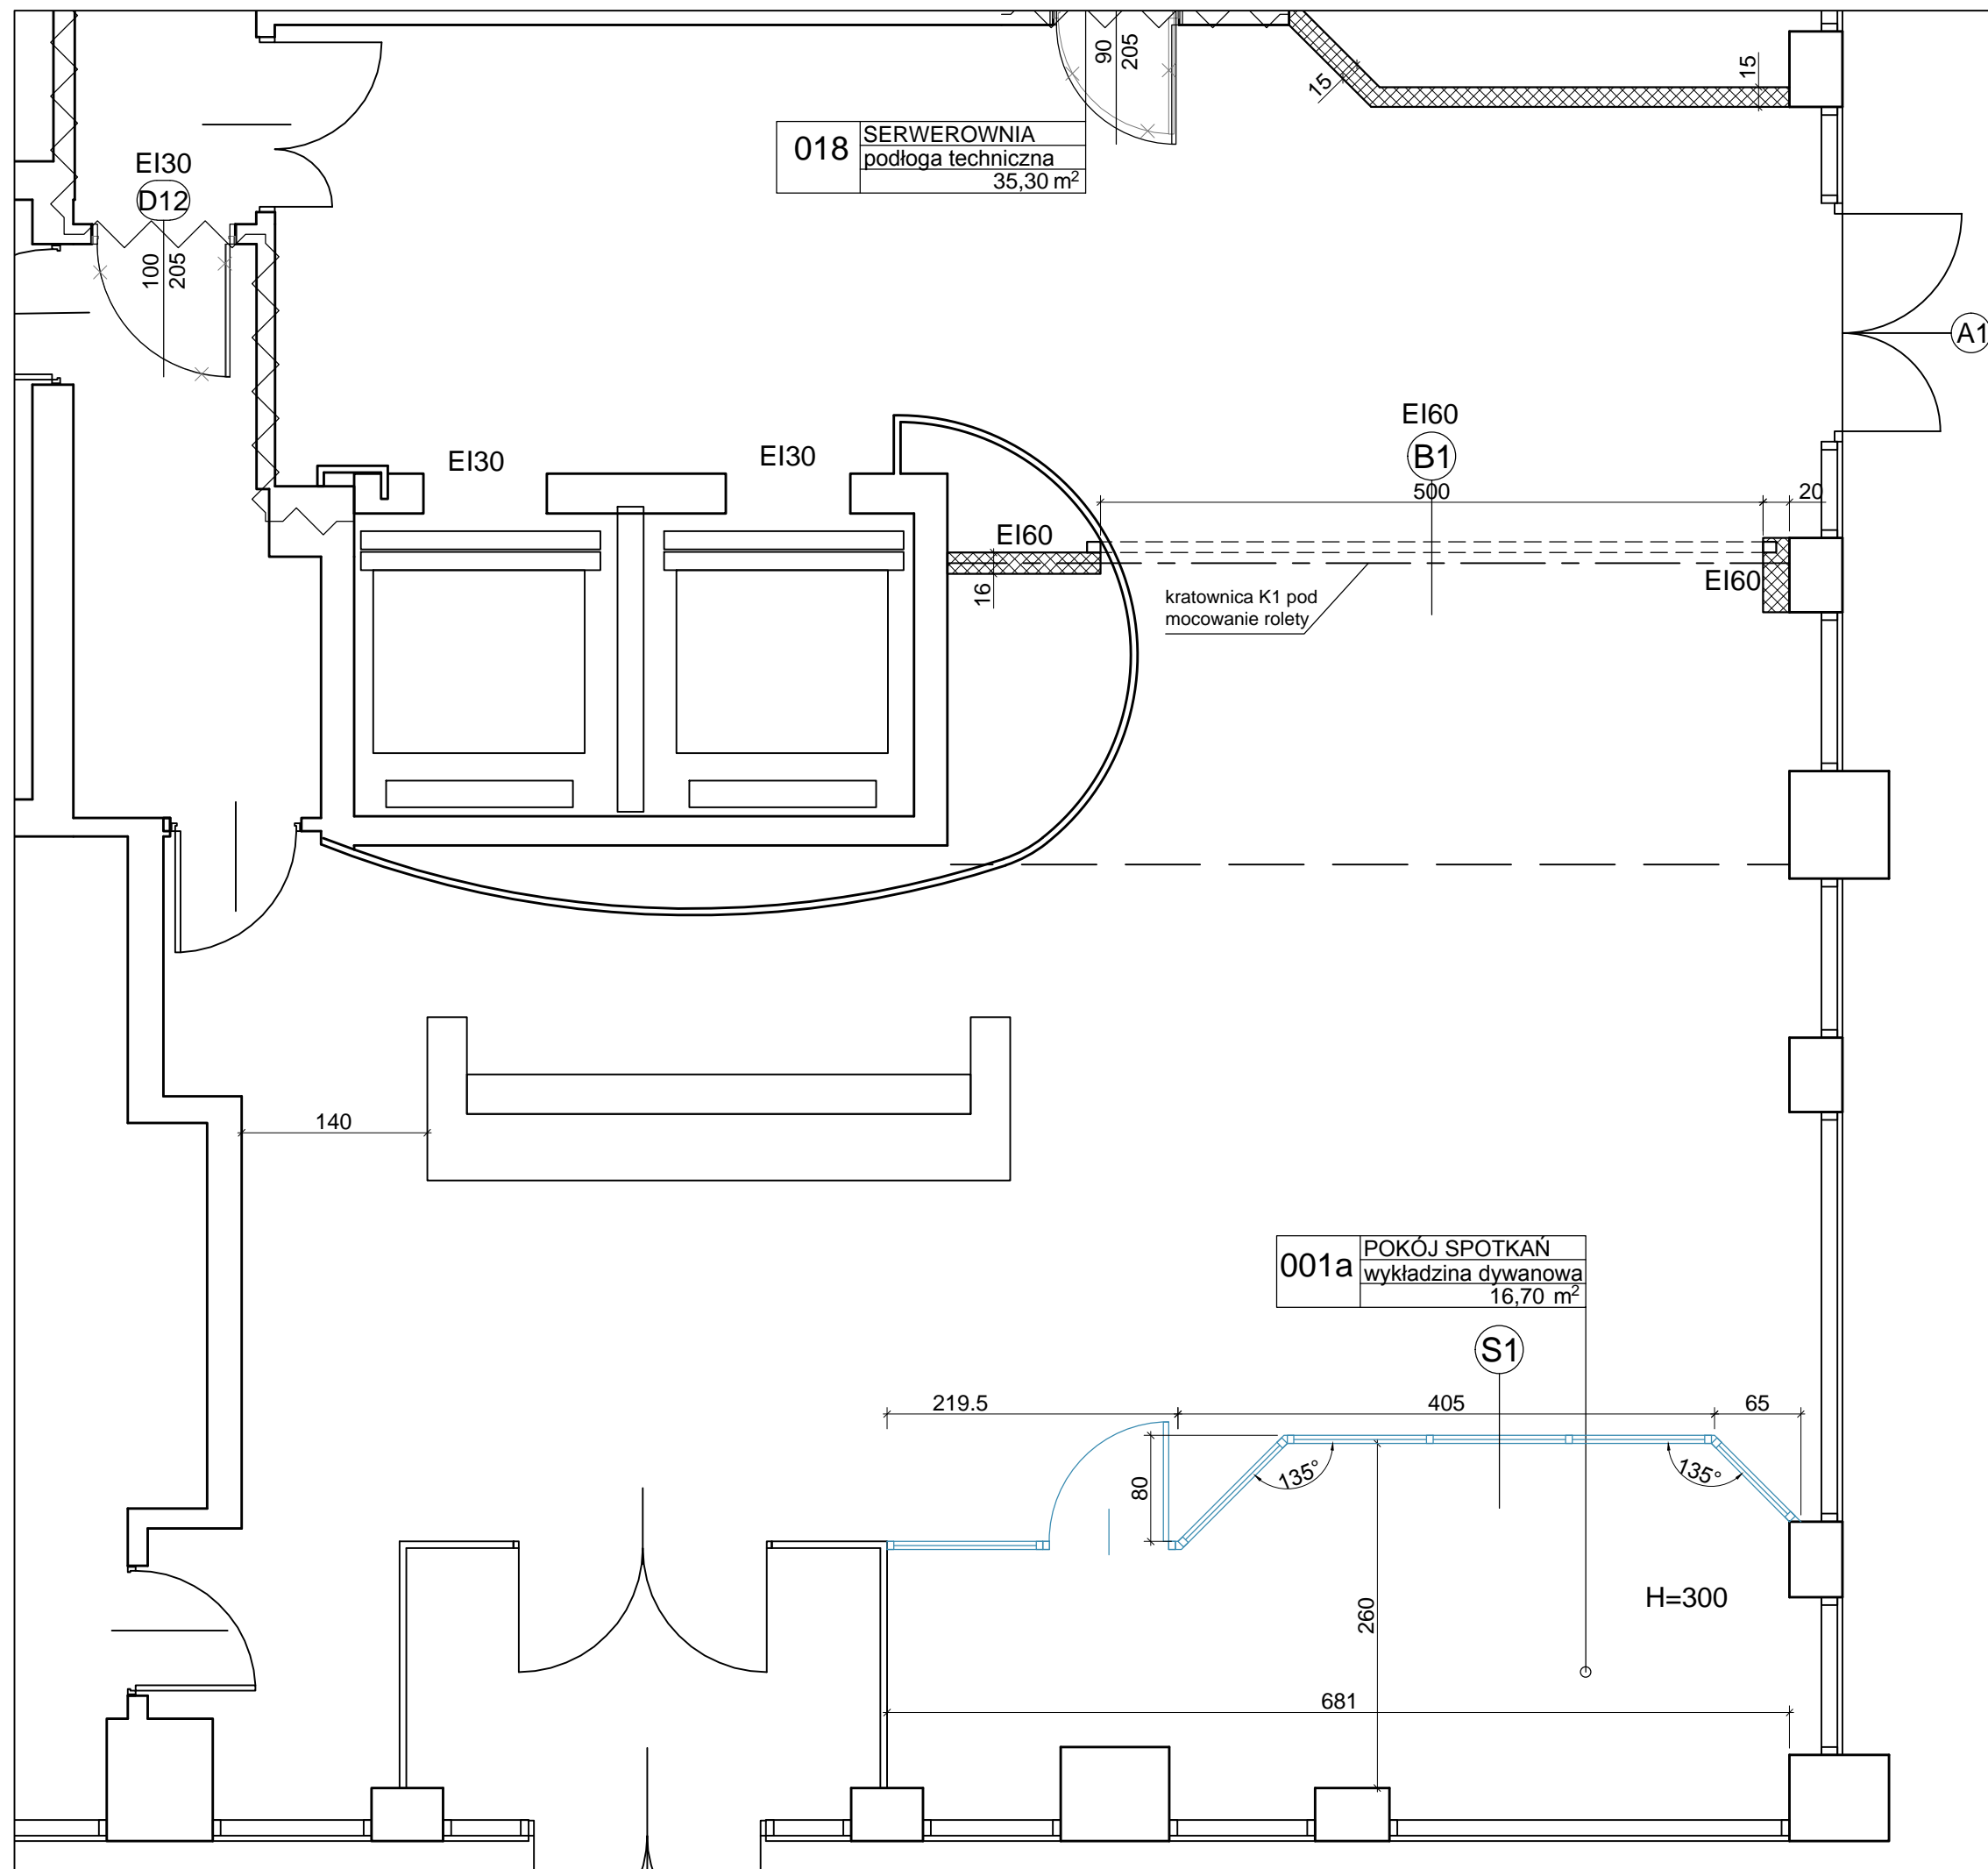 90
205
15
15
018
SERWEROWNIA
podłoga techniczna
35,30 m²
EI30
D12
100
205
A1
EI60
B1
EI30
EI30
500
20
EI60
16
EI60
kratownica K1 pod
mocowanie rolety
140
001a
POKÓJ SPOTKAŃ
wykładzina dywanowa
16,70 m²
S1
219.5
405
65
80
135°
135°
260
H=300
681